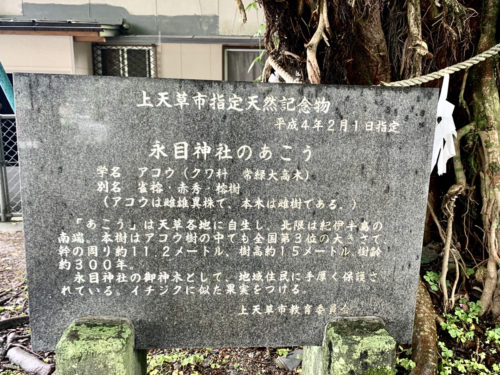 上天草市指定天然記念物
平成4年2月1日指定
永目神社のあこう
学名 アコウ(クワ科 常緑大高木)
別名 雀榕・赤秀・榕樹
(アコウは雌雄異株で、本木は雌樹である。)
「あこう」は天草各地に自生し、北限は紀伊半島の
南端。本樹はアコウ樹の中でも全国第3位の大きさで
幹の周り約11.2メートル、樹高約15メートル、樹齢
約300年。
永目神社の御神木として、地域住民に手厚く保護さ
れている。イチジクに似た果実をつける。
上天草市教育委員会